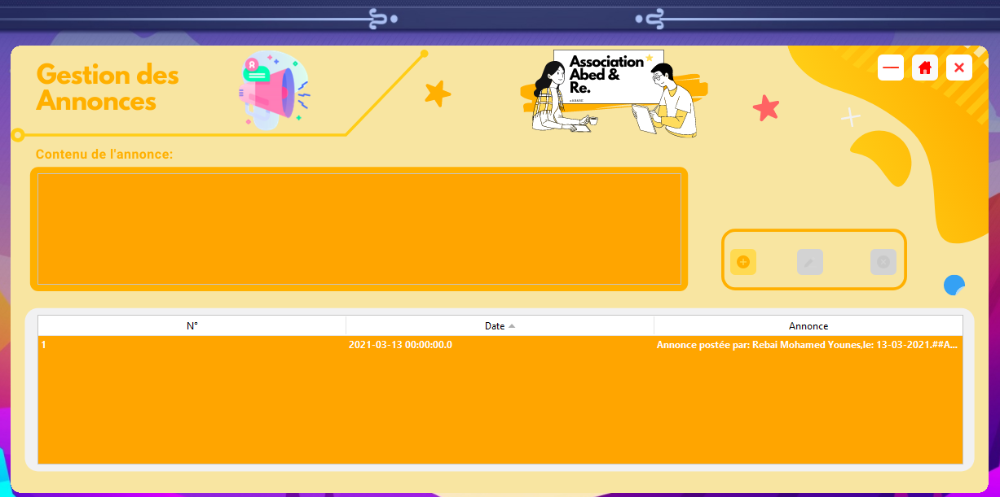 Gestion des
Annonces
Association
Abed &
Re.
Contenu de l'annonce:
N° Date Annonce
1 2021-03-13 00:00:00.0 Annonce postée par: Rebai Mohamed Younes,le: 13-03-2021.##A...